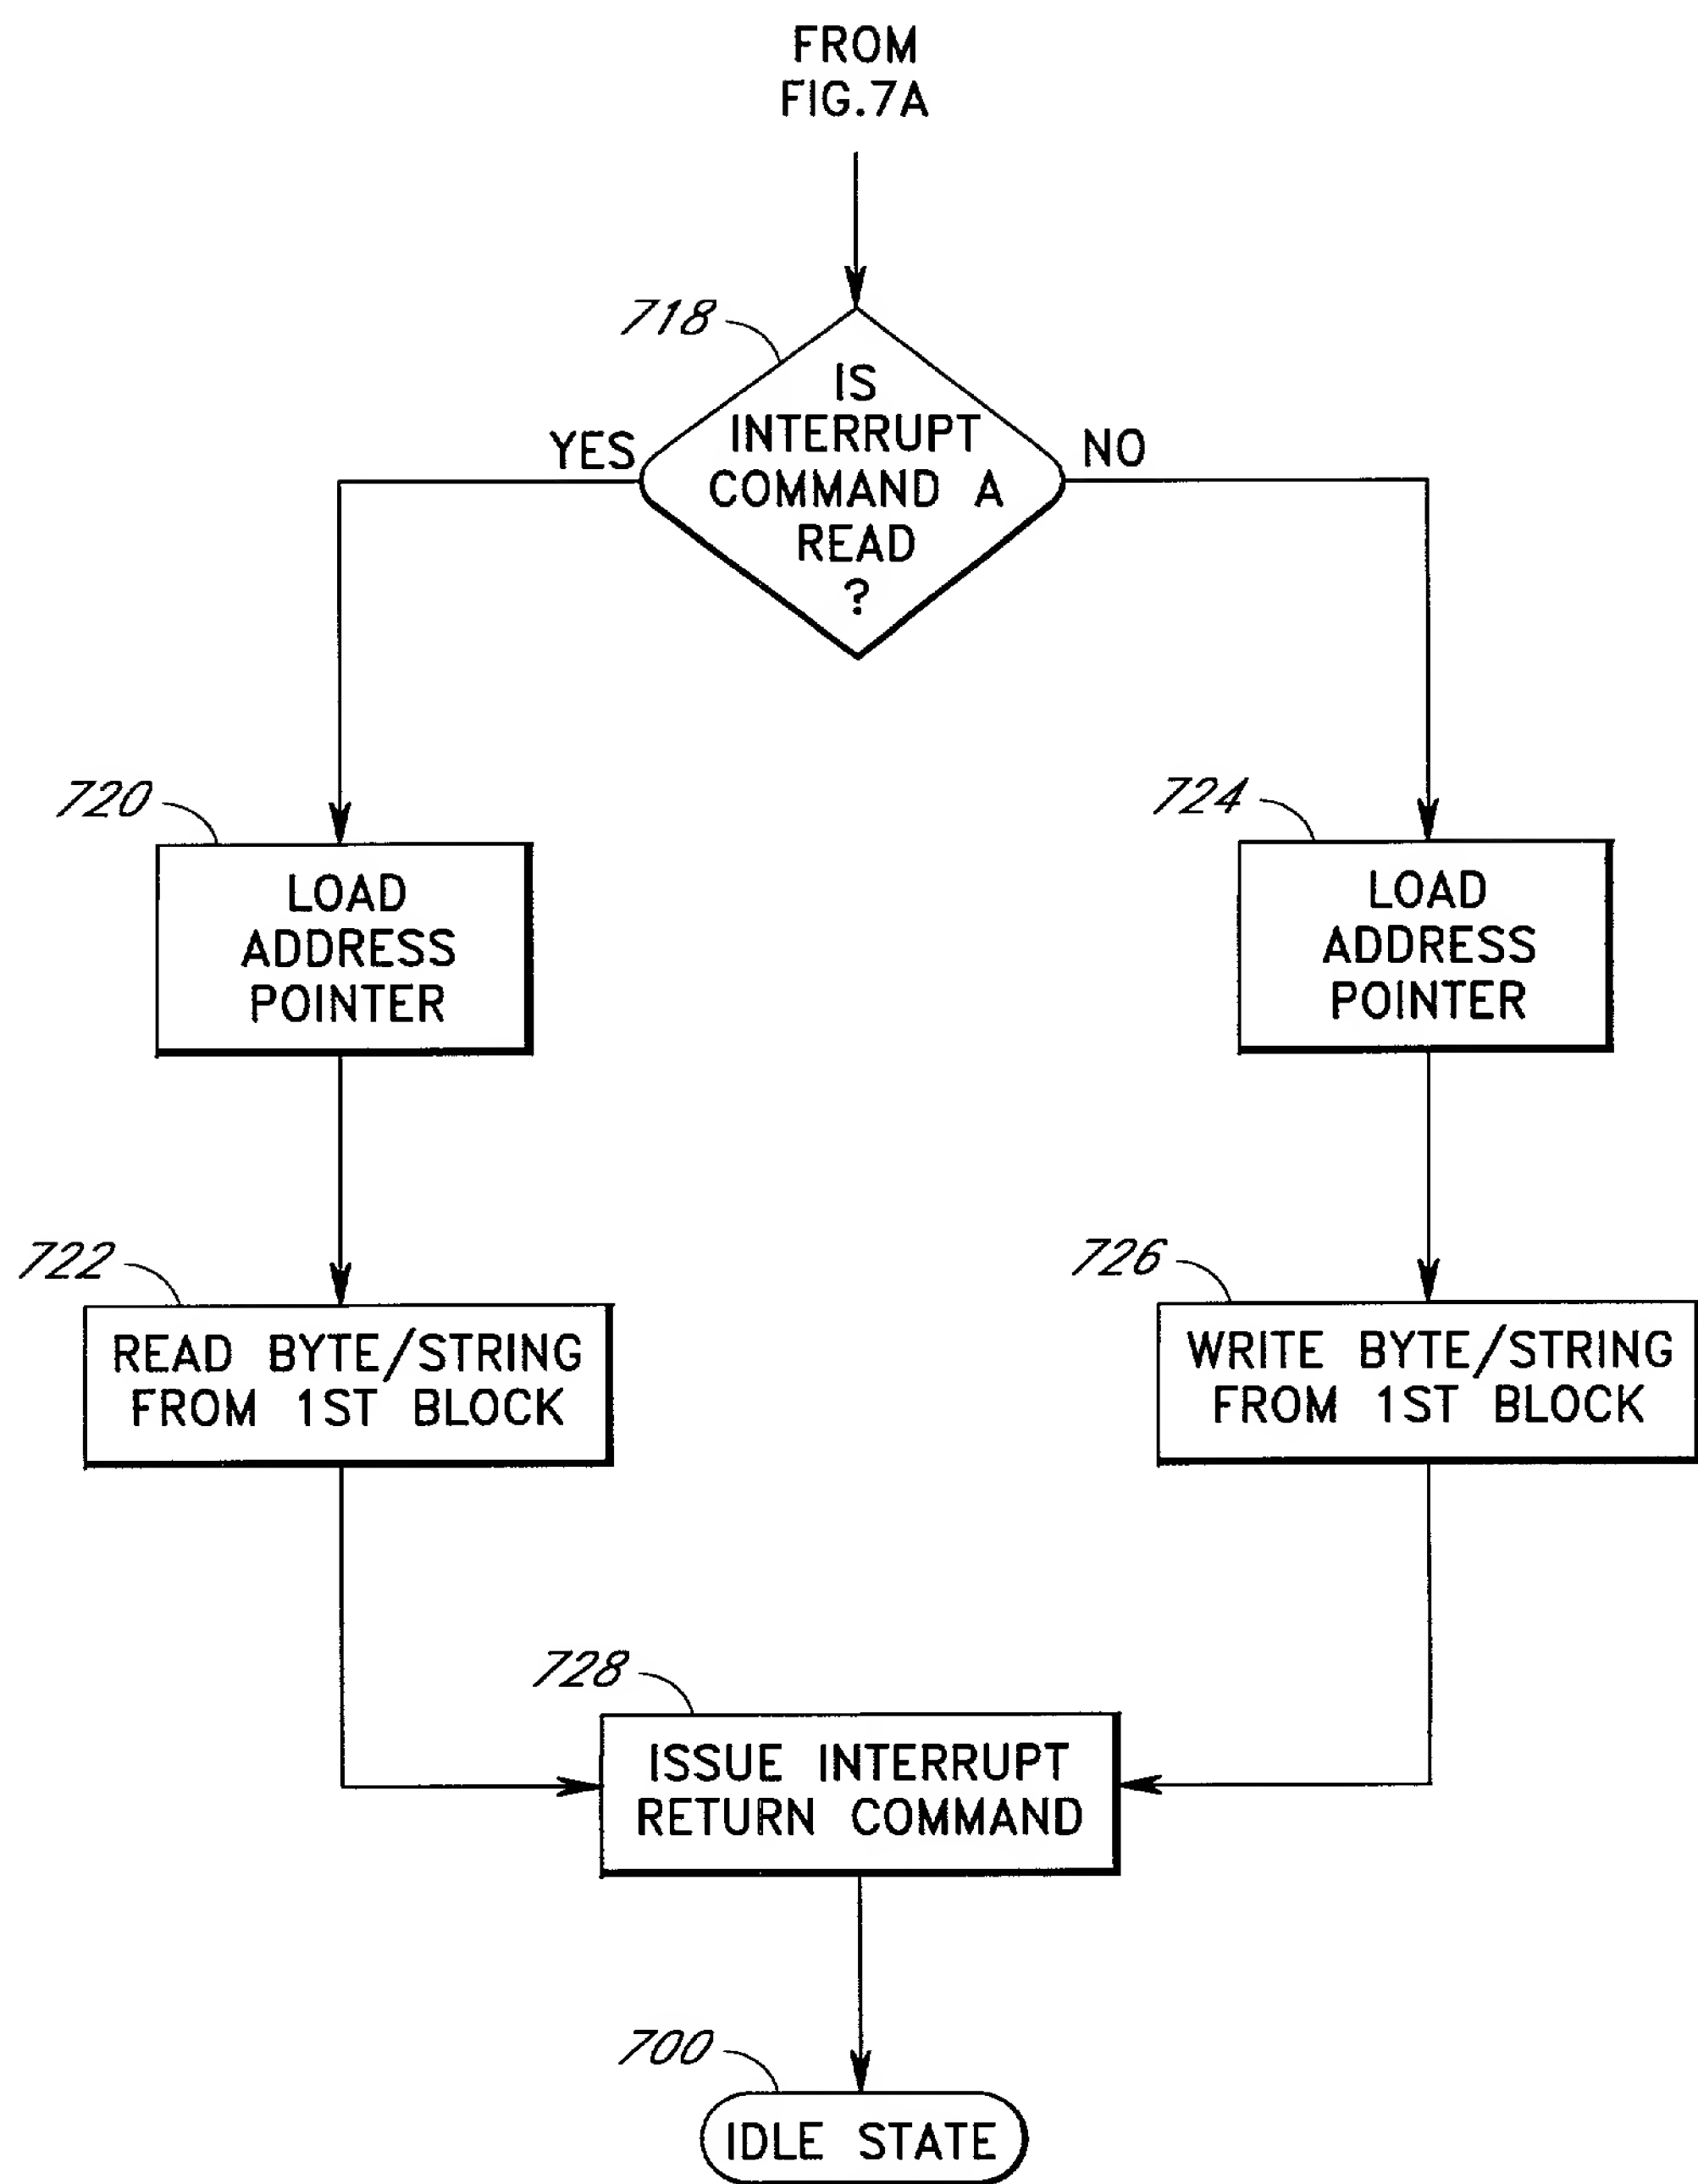 FROM
FIG.7A
718
IS
INTERRUPT
COMMAND A
READ
?
YES
NO
720
LOAD
ADDRESS
POINTER
724
LOAD
ADDRESS
POINTER
722
READ BYTE/STRING
FROM 1ST BLOCK
726
WRITE BYTE/STRING
FROM 1ST BLOCK
728
ISSUE INTERRUPT
RETURN COMMAND
700
IDLE STATE